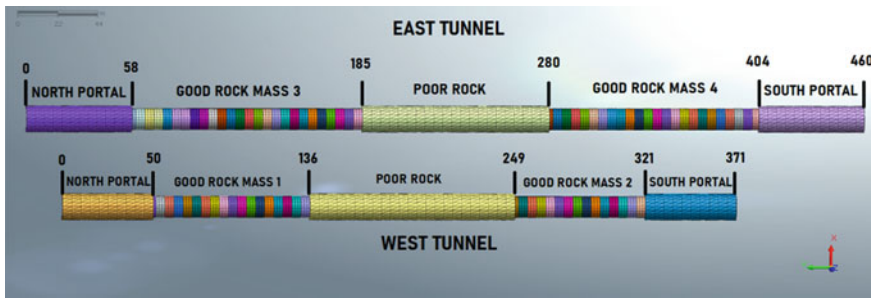 EAST TUNNEL
0 58 185 280 404 460
NORTH PORTAL GOOD ROCK MASS 3 POOR ROCK GOOD ROCK MASS 4 SOUTH PORTAL
0 50 136 249 321 371
NORTH PORTAL GOOD ROCK MASS 1 POOR ROCK GOOD ROCK MASS 2 SOUTH PORTAL
WEST TUNNEL
X